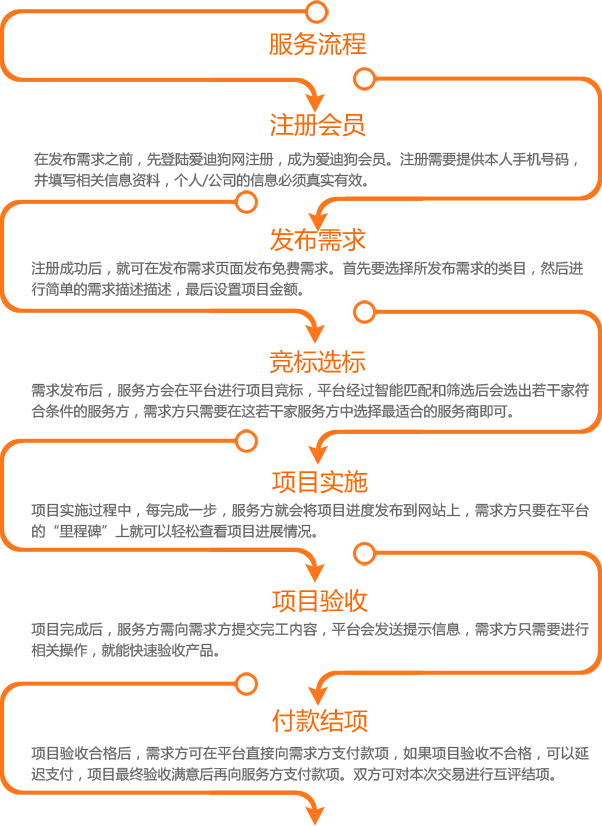 服务流程
注册会员
在发布需求之前，先登陆爱迪狗网注册，成为爱迪狗会员。注册需要提供本人手机号码，
并填写相关信息资料，个人/公司的信息必须真实有效。
发布需求
注册成功后，就可在发布需求页面发布免费需求。首先要选择所发布需求的类目，然后进
行简单的需求描述描述，最后设置项目金额。
竞标选标
需求发布后，服务方会在平台进行项目竞标，平台经过智能匹配和筛选后会选出若干家符
合条件的服务方，需求方只需要在这若干家服务方中选择最适合的服务商即可。
项目实施
项目实施过程中，每完成一步，服务方就会将项目进度发布到网站上，需求方只要在平台
的“里程碑”上就可以轻松查看项目进展情况。
项目验收
项目完成后，服务方需向需求方提交完工内容，平台会发送提示信息，需求方只需要进行
相关操作，就能快速验收产品。
付款结项
项目验收合格后，需求方可在平台直接向需求方支付款项，如果项目验收不合格，可以延
迟支付，项目最终验收满意后再向服务方支付款项。双方可对本次交易进行互评结项。